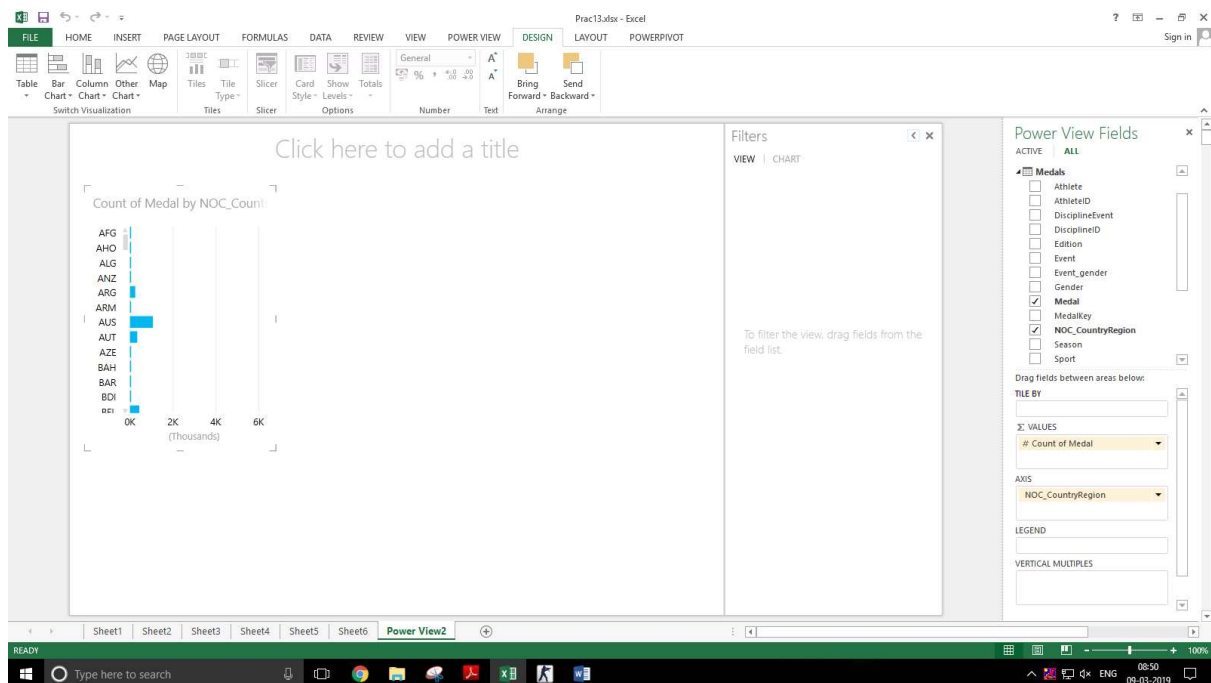 Prac13.xlsx - Excel
FILE HOME INSERT PAGE LAYOUT FORMULAS DATA REVIEW VIEW POWER VIEW DESIGN LAYOUT POWERPIVOT Sign in
Table Bar Chart Column Chart Other Chart Map Tiles Tile Type Slicer Card Style Show Levels Totals General Bring Forward Send Backward
Switch Visualization Tiles Slicer Options Number Text Arrange
Click here to add a title
Count of Medal by NOC_Count
AFG
AHO
ALG
ANZ
ARG
ARM
AUS
AUT
AZE
BAH
BAR
BDI
BEL
0K 2K 4K 6K
(Thousands)
Filters
VIEW | CHART
To filter the view, drag fields from the
field list.
Power View Fields
ACTIVE | ALL
Medals
Athlete
AthleteID
DisciplineEvent
DisciplineID
Edition
Event
Event_gender
Gender
Medal
MedalKey
NOC_CountryRegion
Season
Sport
Drag fields between areas below:
TILE BY
Σ VALUES
# Count of Medal
AXIS
NOC_CountryRegion
LEGEND
VERTICAL MULTIPLES
Sheet1 Sheet2 Sheet3 Sheet4 Sheet5 Sheet6 Power View2
READY 100%
Type here to search ENG 08:50
09-03-2019